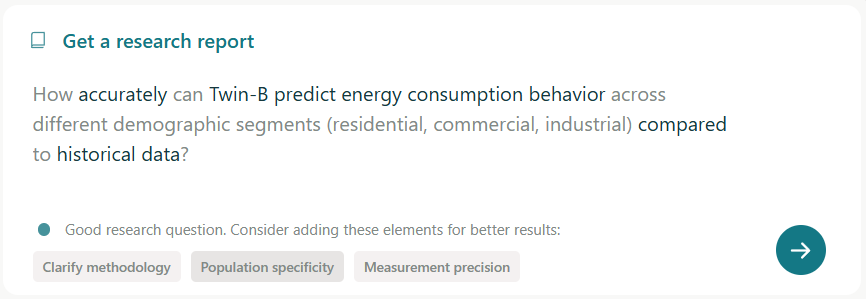 Get a research report
How accurately can Twin-B predict energy consumption behavior across
different demographic segments (residential, commercial, industrial) compared
to historical data?
Good research question. Consider adding these elements for better results:
Clarify methodology Population specificity Measurement precision